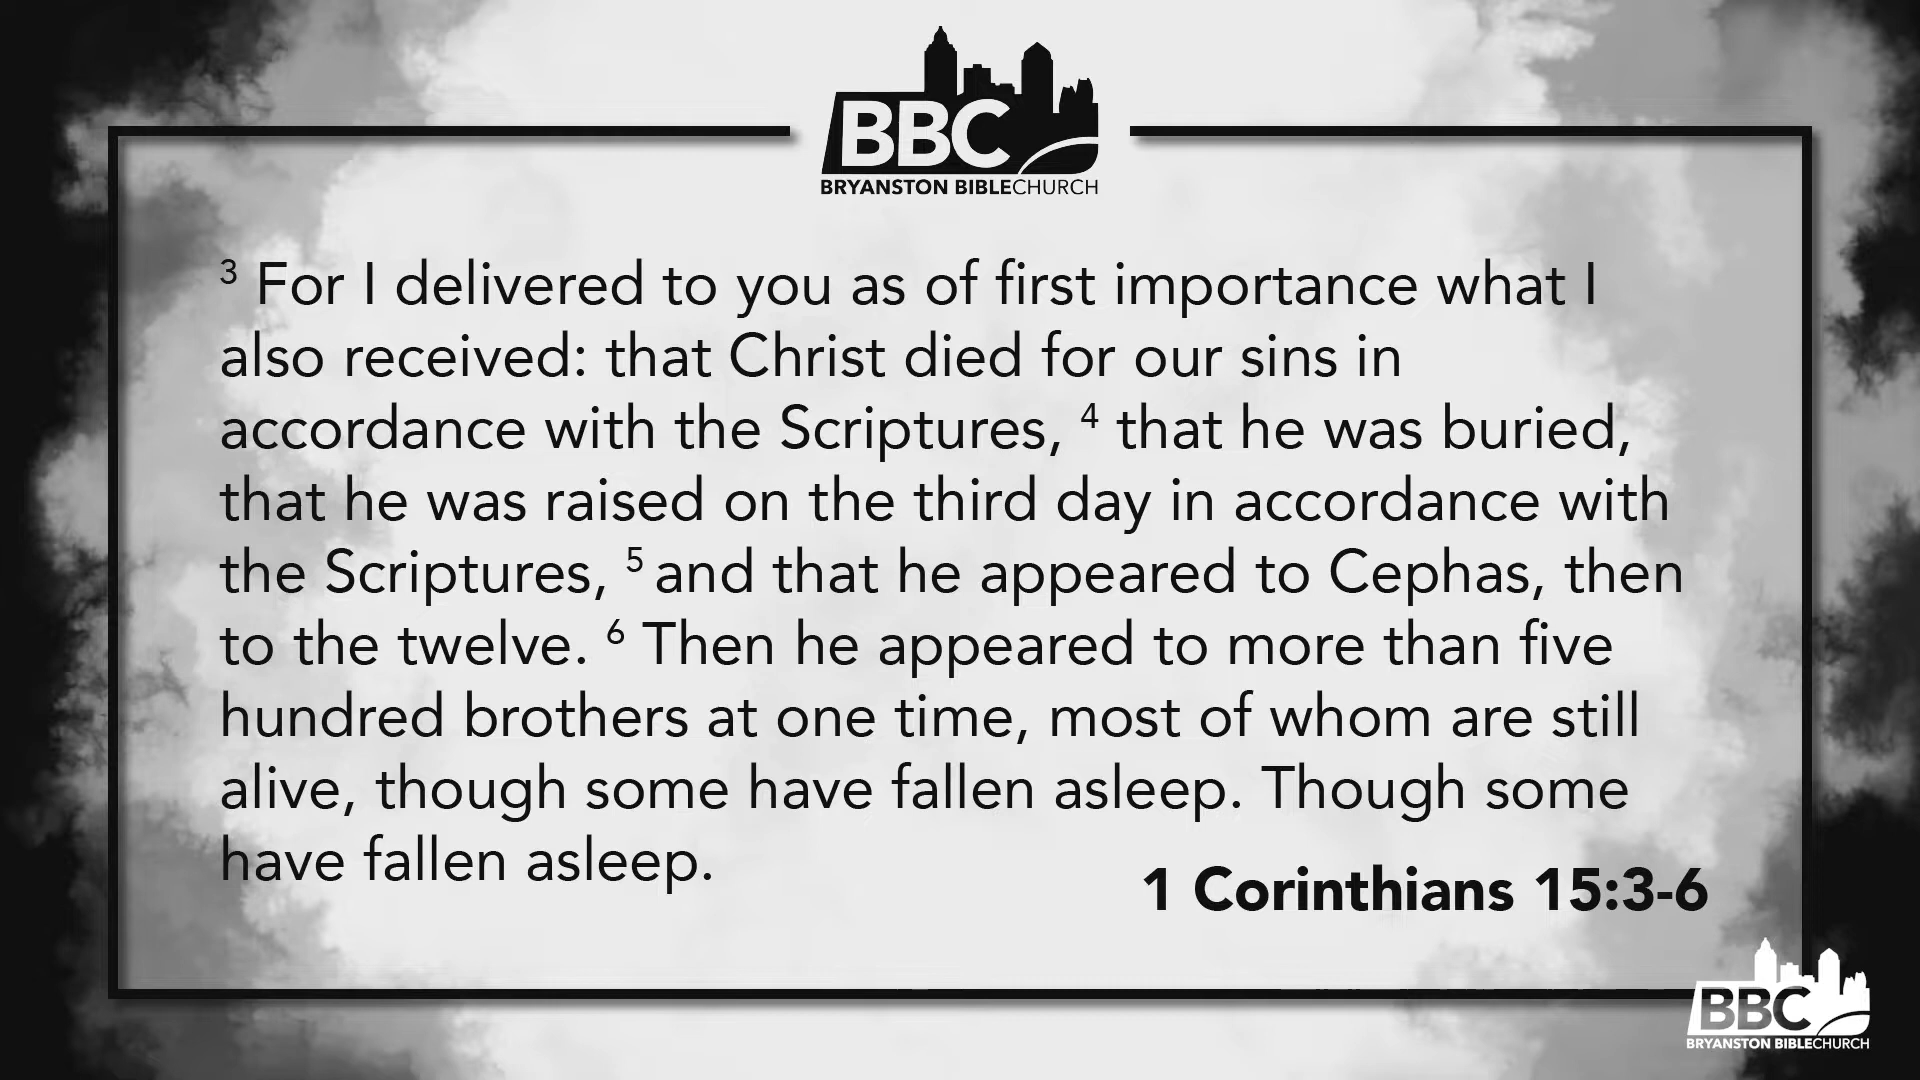 BBC
BRYANSTON BIBLECHURCH
³ For I delivered to you as of first importance what I
also received: that Christ died for our sins in
accordance with the Scriptures, ⁴ that he was buried,
that he was raised on the third day in accordance with
the Scriptures, ⁵ and that he appeared to Cephas, then
to the twelve. ⁶ Then he appeared to more than five
hundred brothers at one time, most of whom are still
alive, though some have fallen asleep. Though some
have fallen asleep.
1 Corinthians 15:3-6
BBC
BRYANSTON BIBLECHURCH